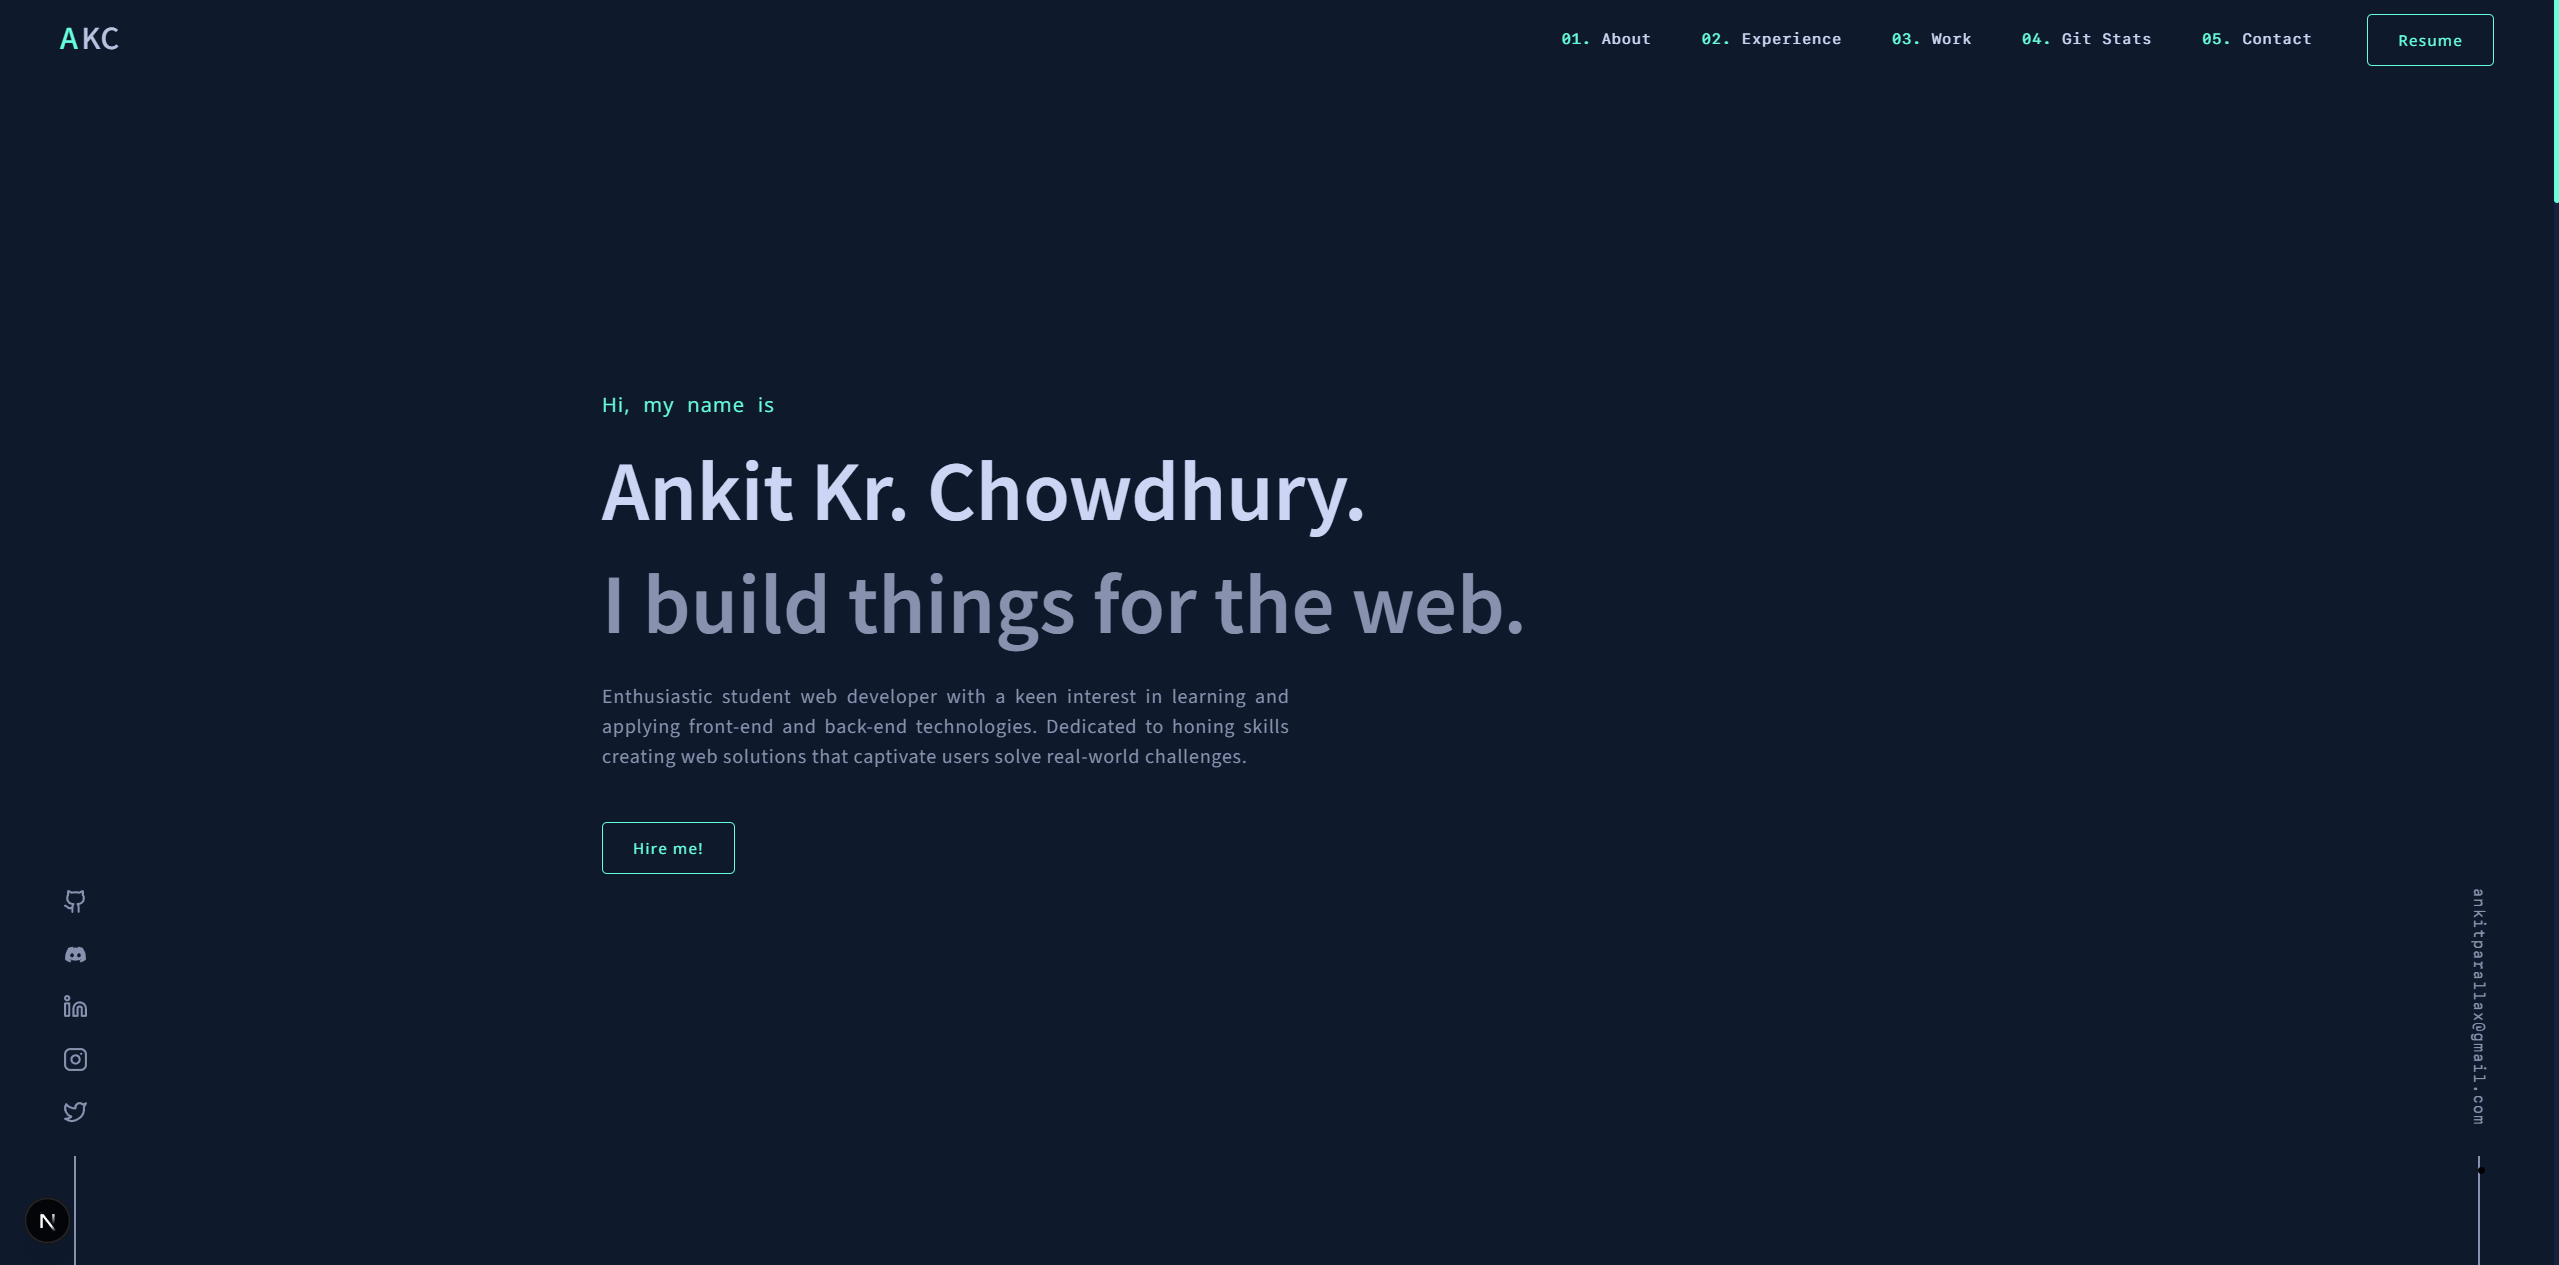 AKC
01. About
02. Experience
03. Work
04. Git Stats
05. Contact
Resume
Hi, my name is
Ankit Kr. Chowdhury.
I build things for the web.
Enthusiastic student web developer with a keen interest in learning and
applying front-end and back-end technologies. Dedicated to honing skills
creating web solutions that captivate users solve real-world challenges.
Hire me!
ankitparallax@gmail.com
N